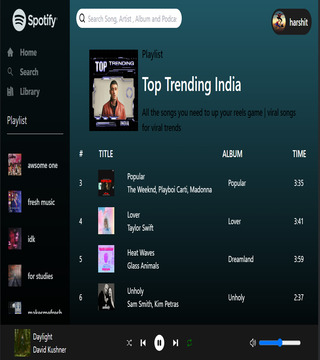 Spotify
Search Song, Artist , Album and Podcas
harshit
Home
Search
Library
Playlist
awsome one
fresh music
idk
for studies
makemefresh
Playlist
TOP TRENDING
Top Trending India
All the songs you need to up your reels game | viral songs
for viral trends
# TITLE ALBUM TIME
3 Popular Popular 3:35
The Weeknd, Playboi Carti, Madonna
4 Lover Lover 3:41
Taylor Swift
5 Heat Waves Dreamland 3:59
Glass Animals
6 Unholy Unholy 2:37
Sam Smith, Kim Petras
Daylight
David Kushner